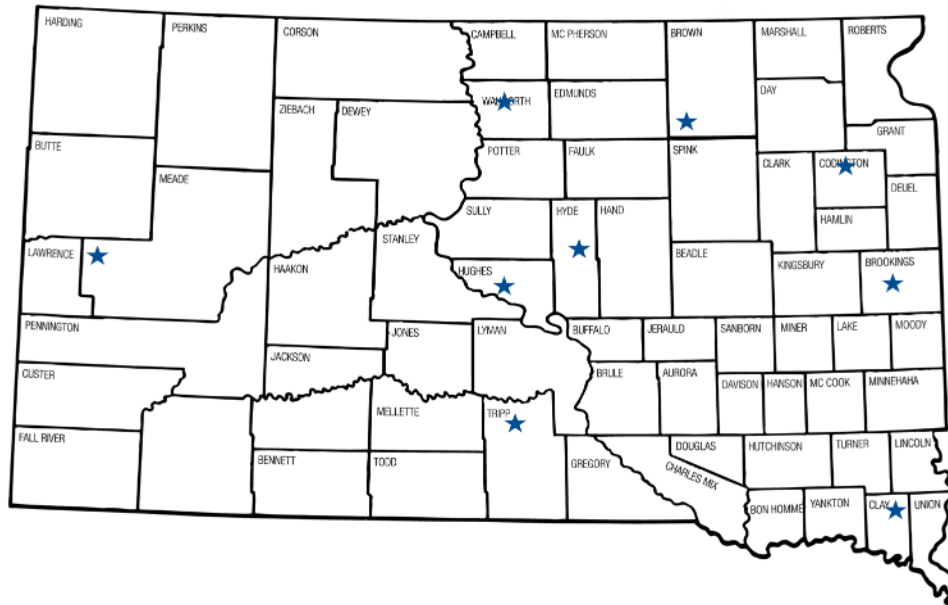 HARDING
PERKINS
CORSON
CAMPBELL
MC PHERSON
BROWN
MARSHALL
ROBERTS
ZIEBACH
DEWEY
WALWORTH
EDMUNDS
DAY
GRANT
BUTTE
MEADE
POTTER
FAULK
SPINK
CLARK
CODINGTON
DEUEL
SULLY
HYDE
HAND
HAMLIN
LAWRENCE
STANLEY
HAAKON
HUGHES
BEADLE
KINGSBURY
BROOKINGS
PENNINGTON
JACKSON
JONES
LYMAN
BUFFALO
JERAULD
SANBORN
MINER
LAKE
MOODY
CUSTER
BRULE
AURORA
DAVISON
HANSON
MC COOK
MINNEHAHA
MELLETTE
TRIPP
FALL RIVER
BENNETT
TODD
GREGORY
CHARLES MIX
DOUGLAS
HUTCHINSON
TURNER
LINCOLN
BON HOMME
YANKTON
CLAY
UNION